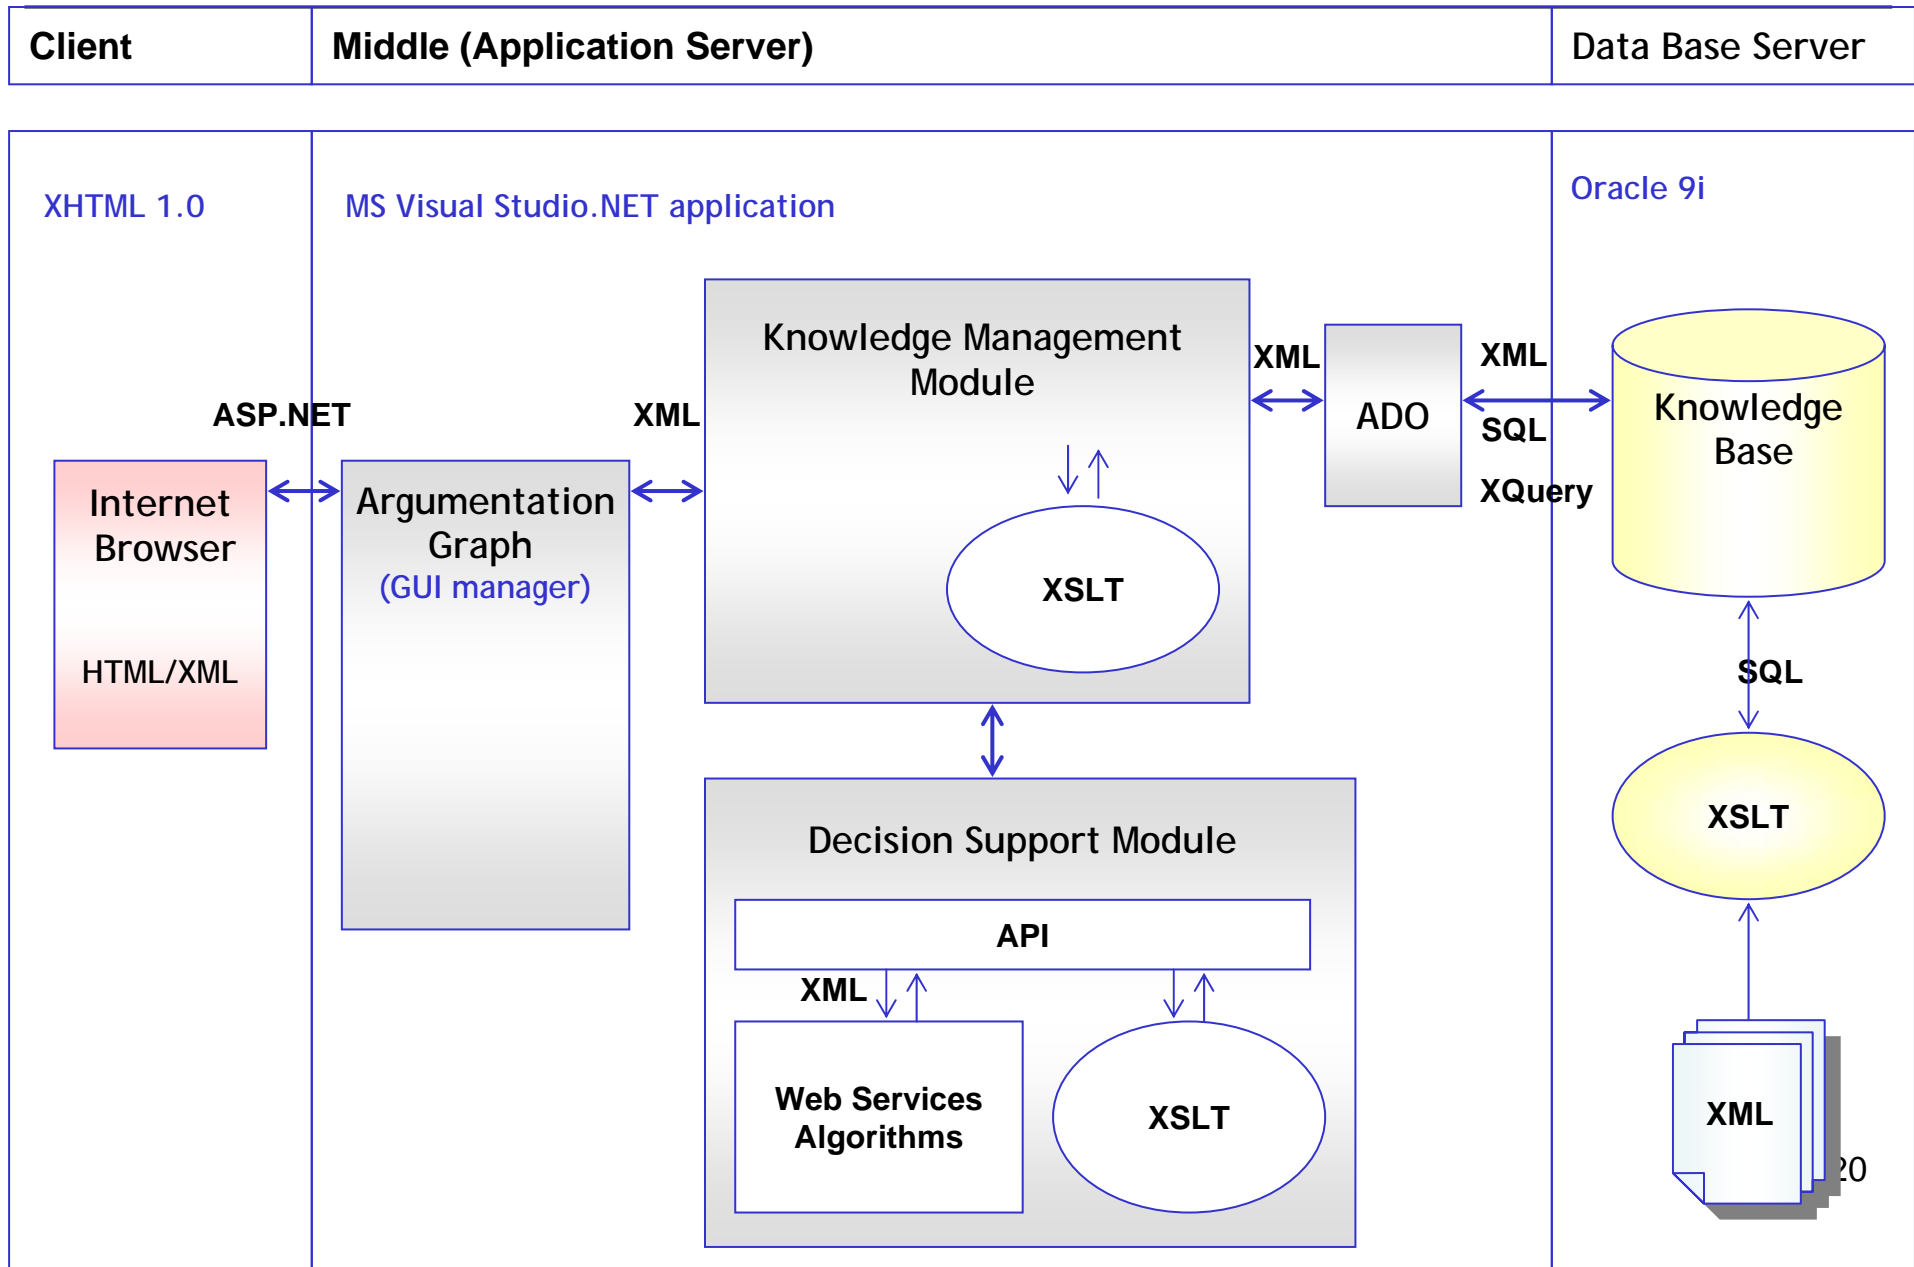 Client
Middle (Application Server)
Data Base Server
XHTML 1.0
MS Visual Studio.NET application
Oracle 9i
ASP.NET
Internet
Browser
HTML/XML
Argumentation
Graph
(GUI manager)
XML
Knowledge Management
Module
XSLT
XML
ADO
XML
SQL
XQuery
Knowledge
Base
SQL
XSLT
XML
Decision Support Module
API
XML
Web Services
Algorithms
XSLT
20